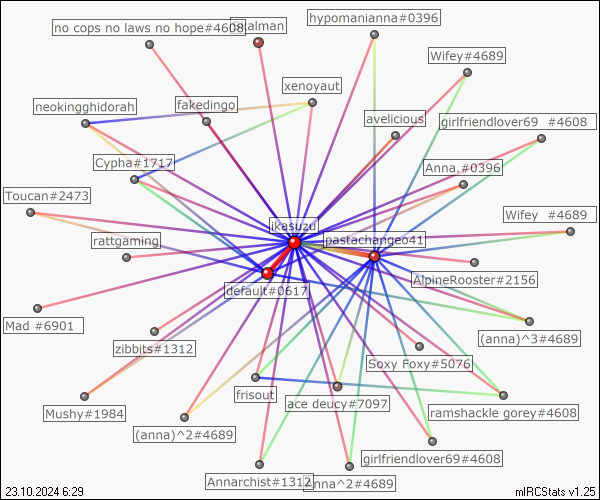 hypomanianna#0396
no cops no laws no hope#4608
skalman
Wifey#4689
xenoyaut
neokingghidorah
fakedingo
avelicious
girlfriendlover69 #4608
Cypha#1717
Anna.#0396
Toucan#2473
Wifey #4689
ikasuzu
rattgaming
pastachange641
AlpineRooster#2156
default#0617
Mad #6901
(anna)^3#4689
zibbits#1312
Soxy Foxy#5076
frisout
ace deucy#7097
Mushy#1984
ramshackle gorey#4608
(anna)^2#4689
girlfriendlover69#4608
Annarchist#1312
anna^2#4689
23.10.2024 6:29
mIRCStats v1.25